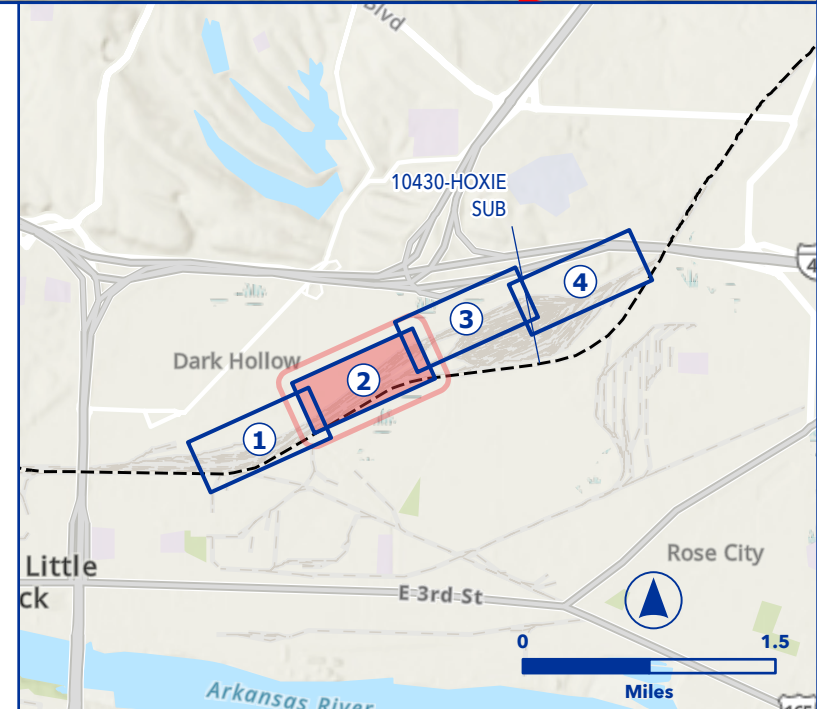 Blvd
10430-HOXIE
SUB
4
3
4
Dark Hollow
2
1
Little
ck
Rose City
E 3rd St
0
1.5
Miles
Arkansas River